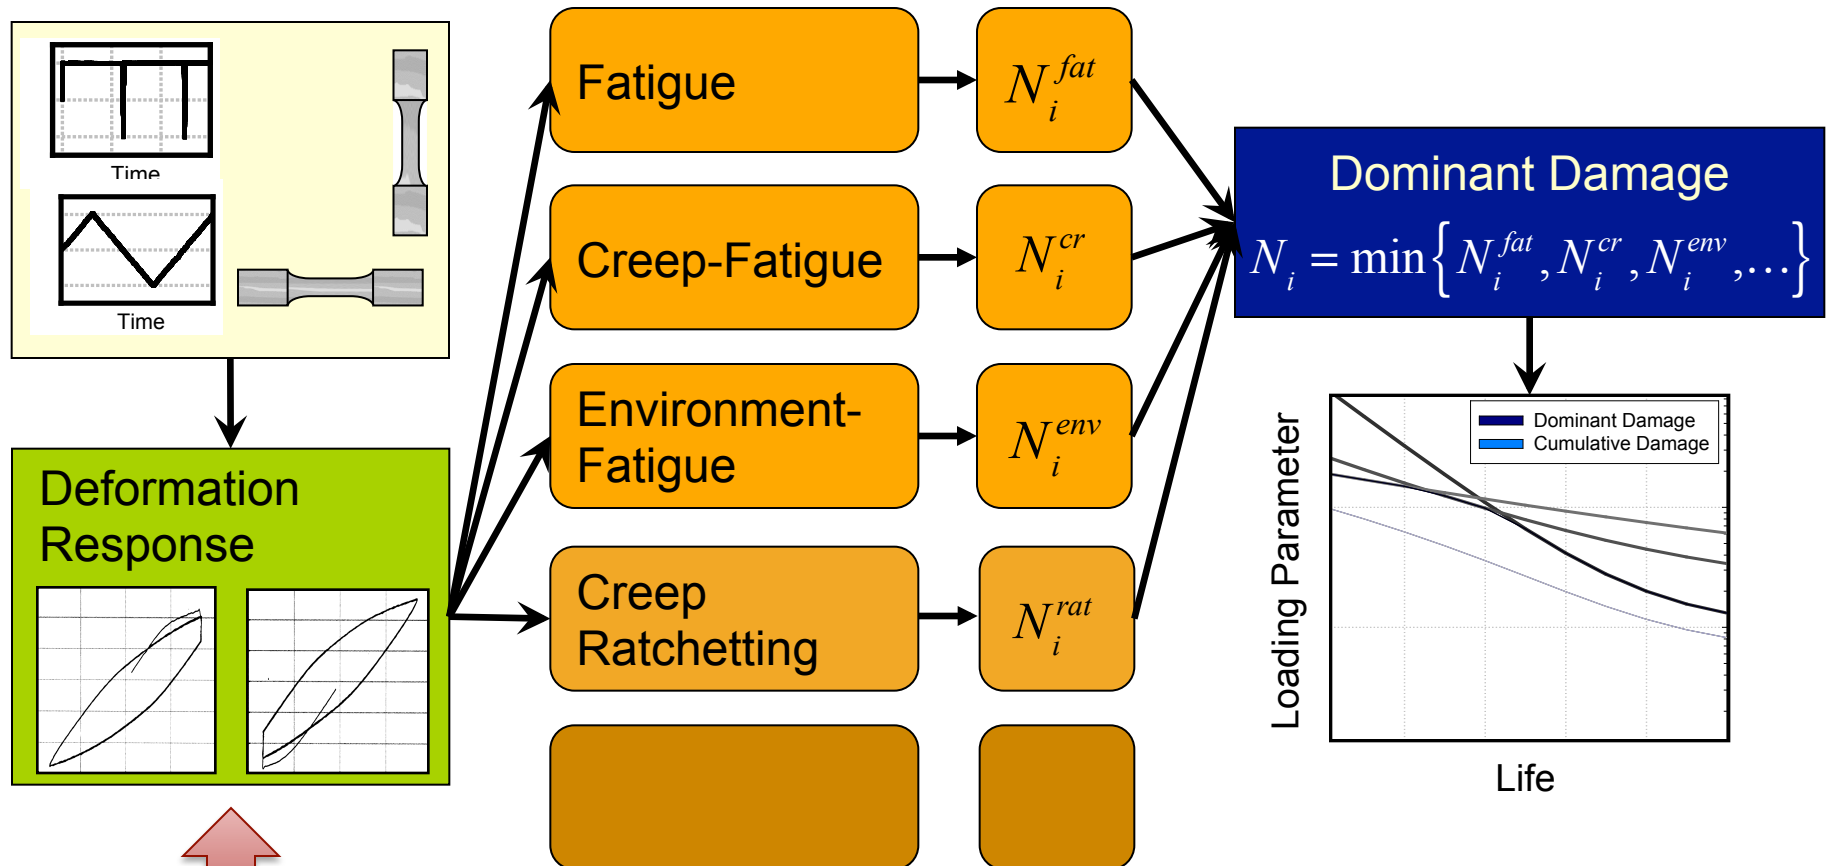 Time
Time
Deformation
Response
Fatigue
N_i^{fat}
Creep-Fatigue
N_i^{cr}
Environment-
Fatigue
N_i^{env}
Creep
Ratchetting
N_i^{rat}
Dominant Damage
N_i = min{N_i^{fat}, N_i^{cr}, N_i^{env}, ...}
Dominant Damage
Cumulative Damage
Loading Parameter
Life